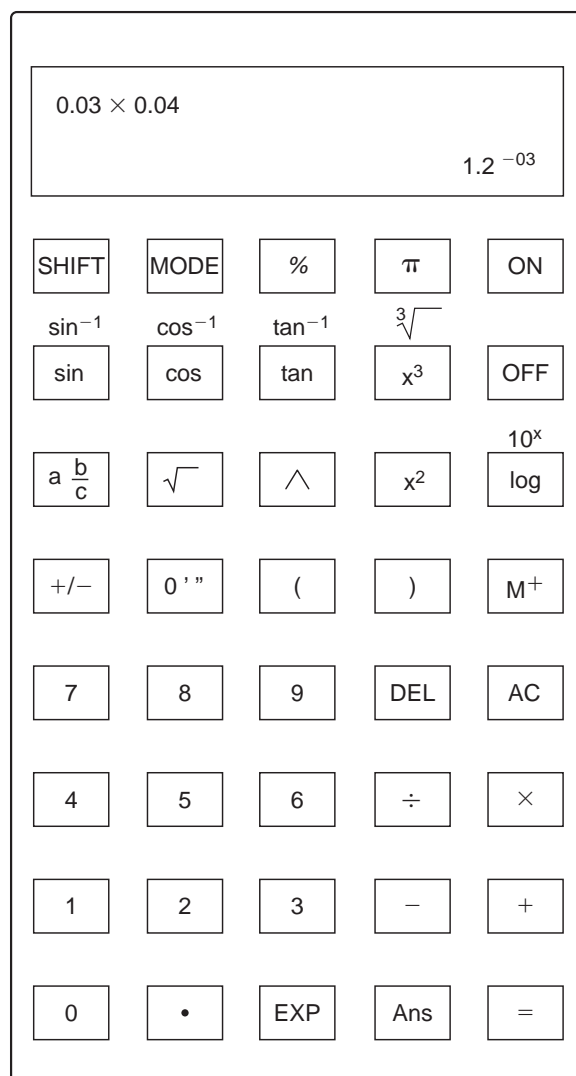 0.03 × 0.04
1.2 ⁻⁰³
SHIFT MODE % π ON
sin⁻¹ cos⁻¹ tan⁻¹ ³√
sin cos tan x³ OFF
10ˣ
a b/c √ ∧ x² log
+/− 0 ' " ( ) M⁺
7 8 9 DEL AC
4 5 6 ÷ ×
1 2 3 − +
0 • EXP Ans =